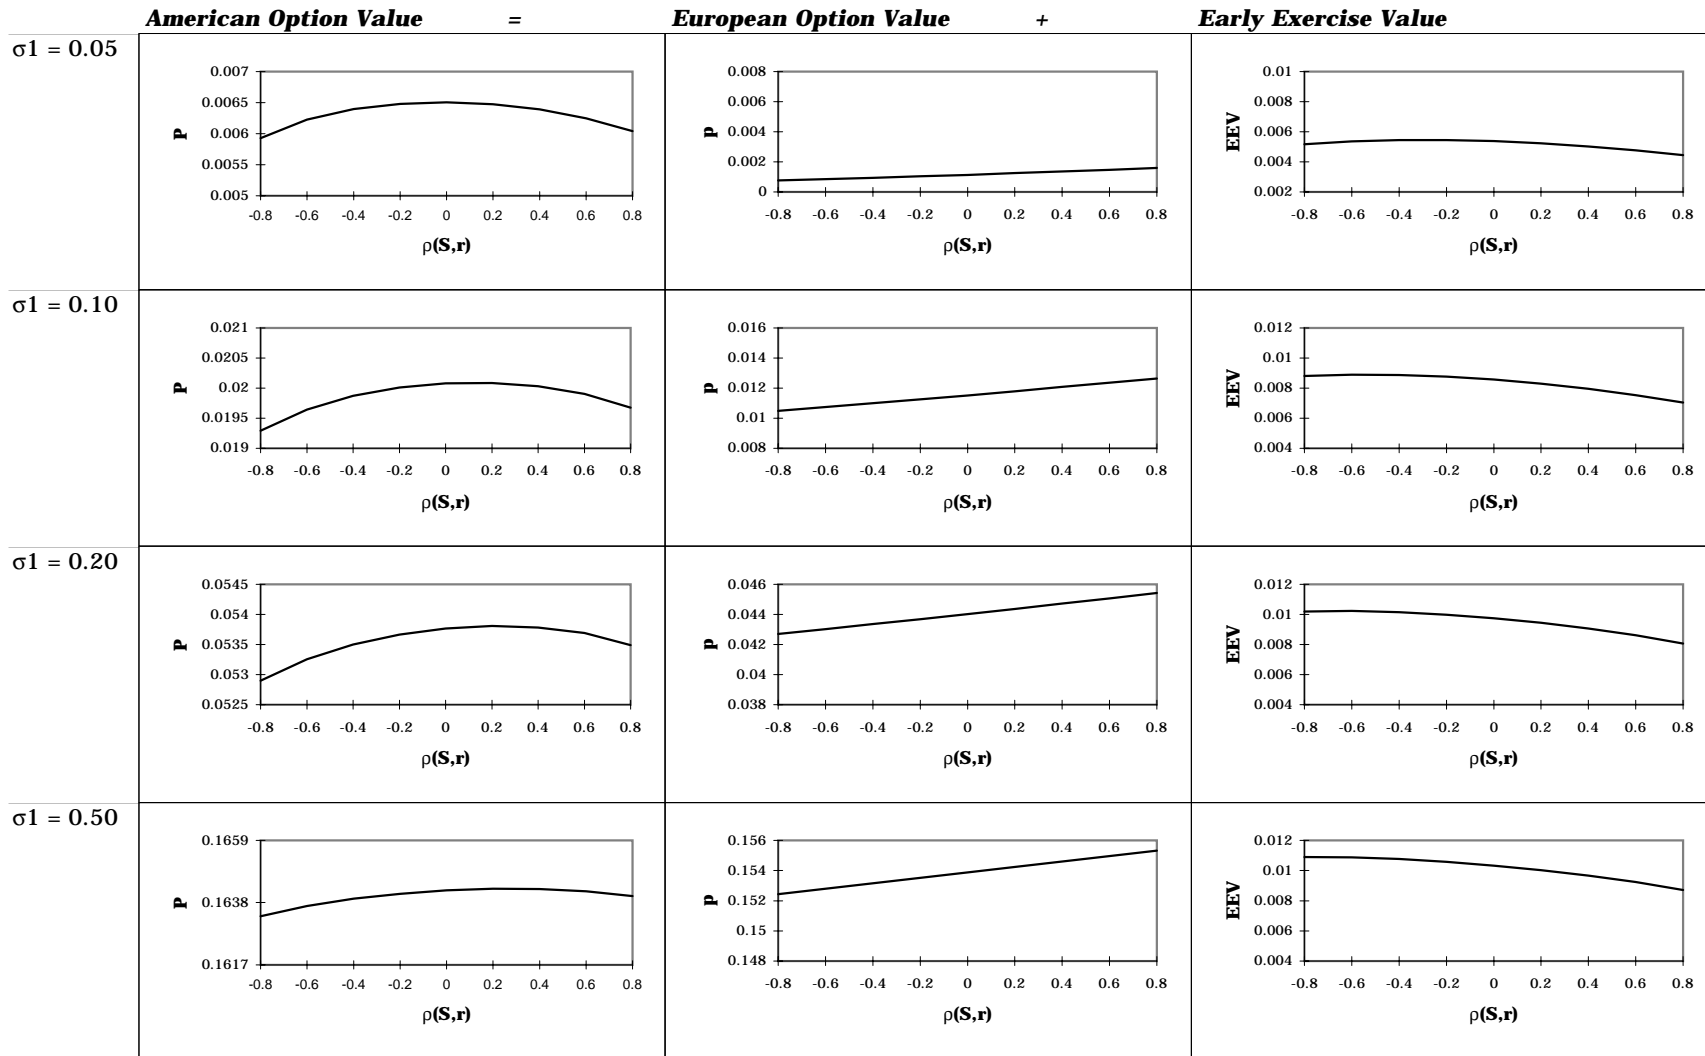 American Option Value = European Option Value + Early Exercise Value
σ1 = 0.05
0.007
0.0065
0.006
0.0055
0.005
P
-0.8 -0.6 -0.4 -0.2 0 0.2 0.4 0.6 0.8
ρ(S,r)
0.008
0.006
0.004
0.002
0
p
-0.8 -0.6 -0.4 -0.2 0 0.2 0.4 0.6 0.8
ρ(S,r)
0.01
0.008
0.006
0.004
0.002
EEV
-0.8 -0.6 -0.4 -0.2 0 0.2 0.4 0.6 0.8
ρ(S,r)
σ1 = 0.10
0.021
0.0205
0.02
0.0195
0.019
P
-0.8 -0.6 -0.4 -0.2 0 0.2 0.4 0.6 0.8
ρ(S,r)
0.016
0.014
0.012
0.01
0.008
p
-0.8 -0.6 -0.4 -0.2 0 0.2 0.4 0.6 0.8
ρ(S,r)
0.012
0.01
0.008
0.006
0.004
EEV
-0.8 -0.6 -0.4 -0.2 0 0.2 0.4 0.6 0.8
ρ(S,r)
σ1 = 0.20
0.0545
0.054
0.0535
0.053
0.0525
P
-0.8 -0.6 -0.4 -0.2 0 0.2 0.4 0.6 0.8
ρ(S,r)
0.046
0.044
0.042
0.04
0.038
p
-0.8 -0.6 -0.4 -0.2 0 0.2 0.4 0.6 0.8
ρ(S,r)
0.012
0.01
0.008
0.006
0.004
EEV
-0.8 -0.6 -0.4 -0.2 0 0.2 0.4 0.6 0.8
ρ(S,r)
σ1 = 0.50
0.1659
0.1638
0.1617
P
-0.8 -0.6 -0.4 -0.2 0 0.2 0.4 0.6 0.8
ρ(S,r)
0.156
0.154
0.152
0.15
0.148
p
-0.8 -0.6 -0.4 -0.2 0 0.2 0.4 0.6 0.8
ρ(S,r)
0.012
0.01
0.008
0.006
0.004
EEV
-0.8 -0.6 -0.4 -0.2 0 0.2 0.4 0.6 0.8
ρ(S,r)